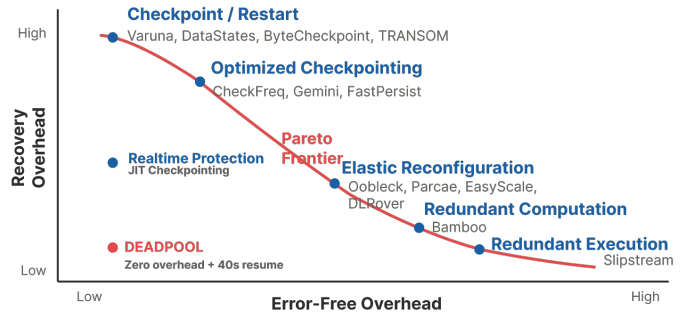 Checkpoint / Restart
High
Varuna, DataStates, ByteCheckpoint, TRANSOM
Optimized Checkpointing
CheckFreq, Gemini, FastPersist
Recovery
Overhead
Pareto
Frontier
Realtime Protection
JIT Checkpointing
Elastic Reconfiguration
Oobleck, Parcae, EasyScale,
DLRover
Redundant Computation
Bamboo
DEADPOOL
Zero overhead + 40s resume
Redundant Execution
Slipstream
Low
Low
Error-Free Overhead
High